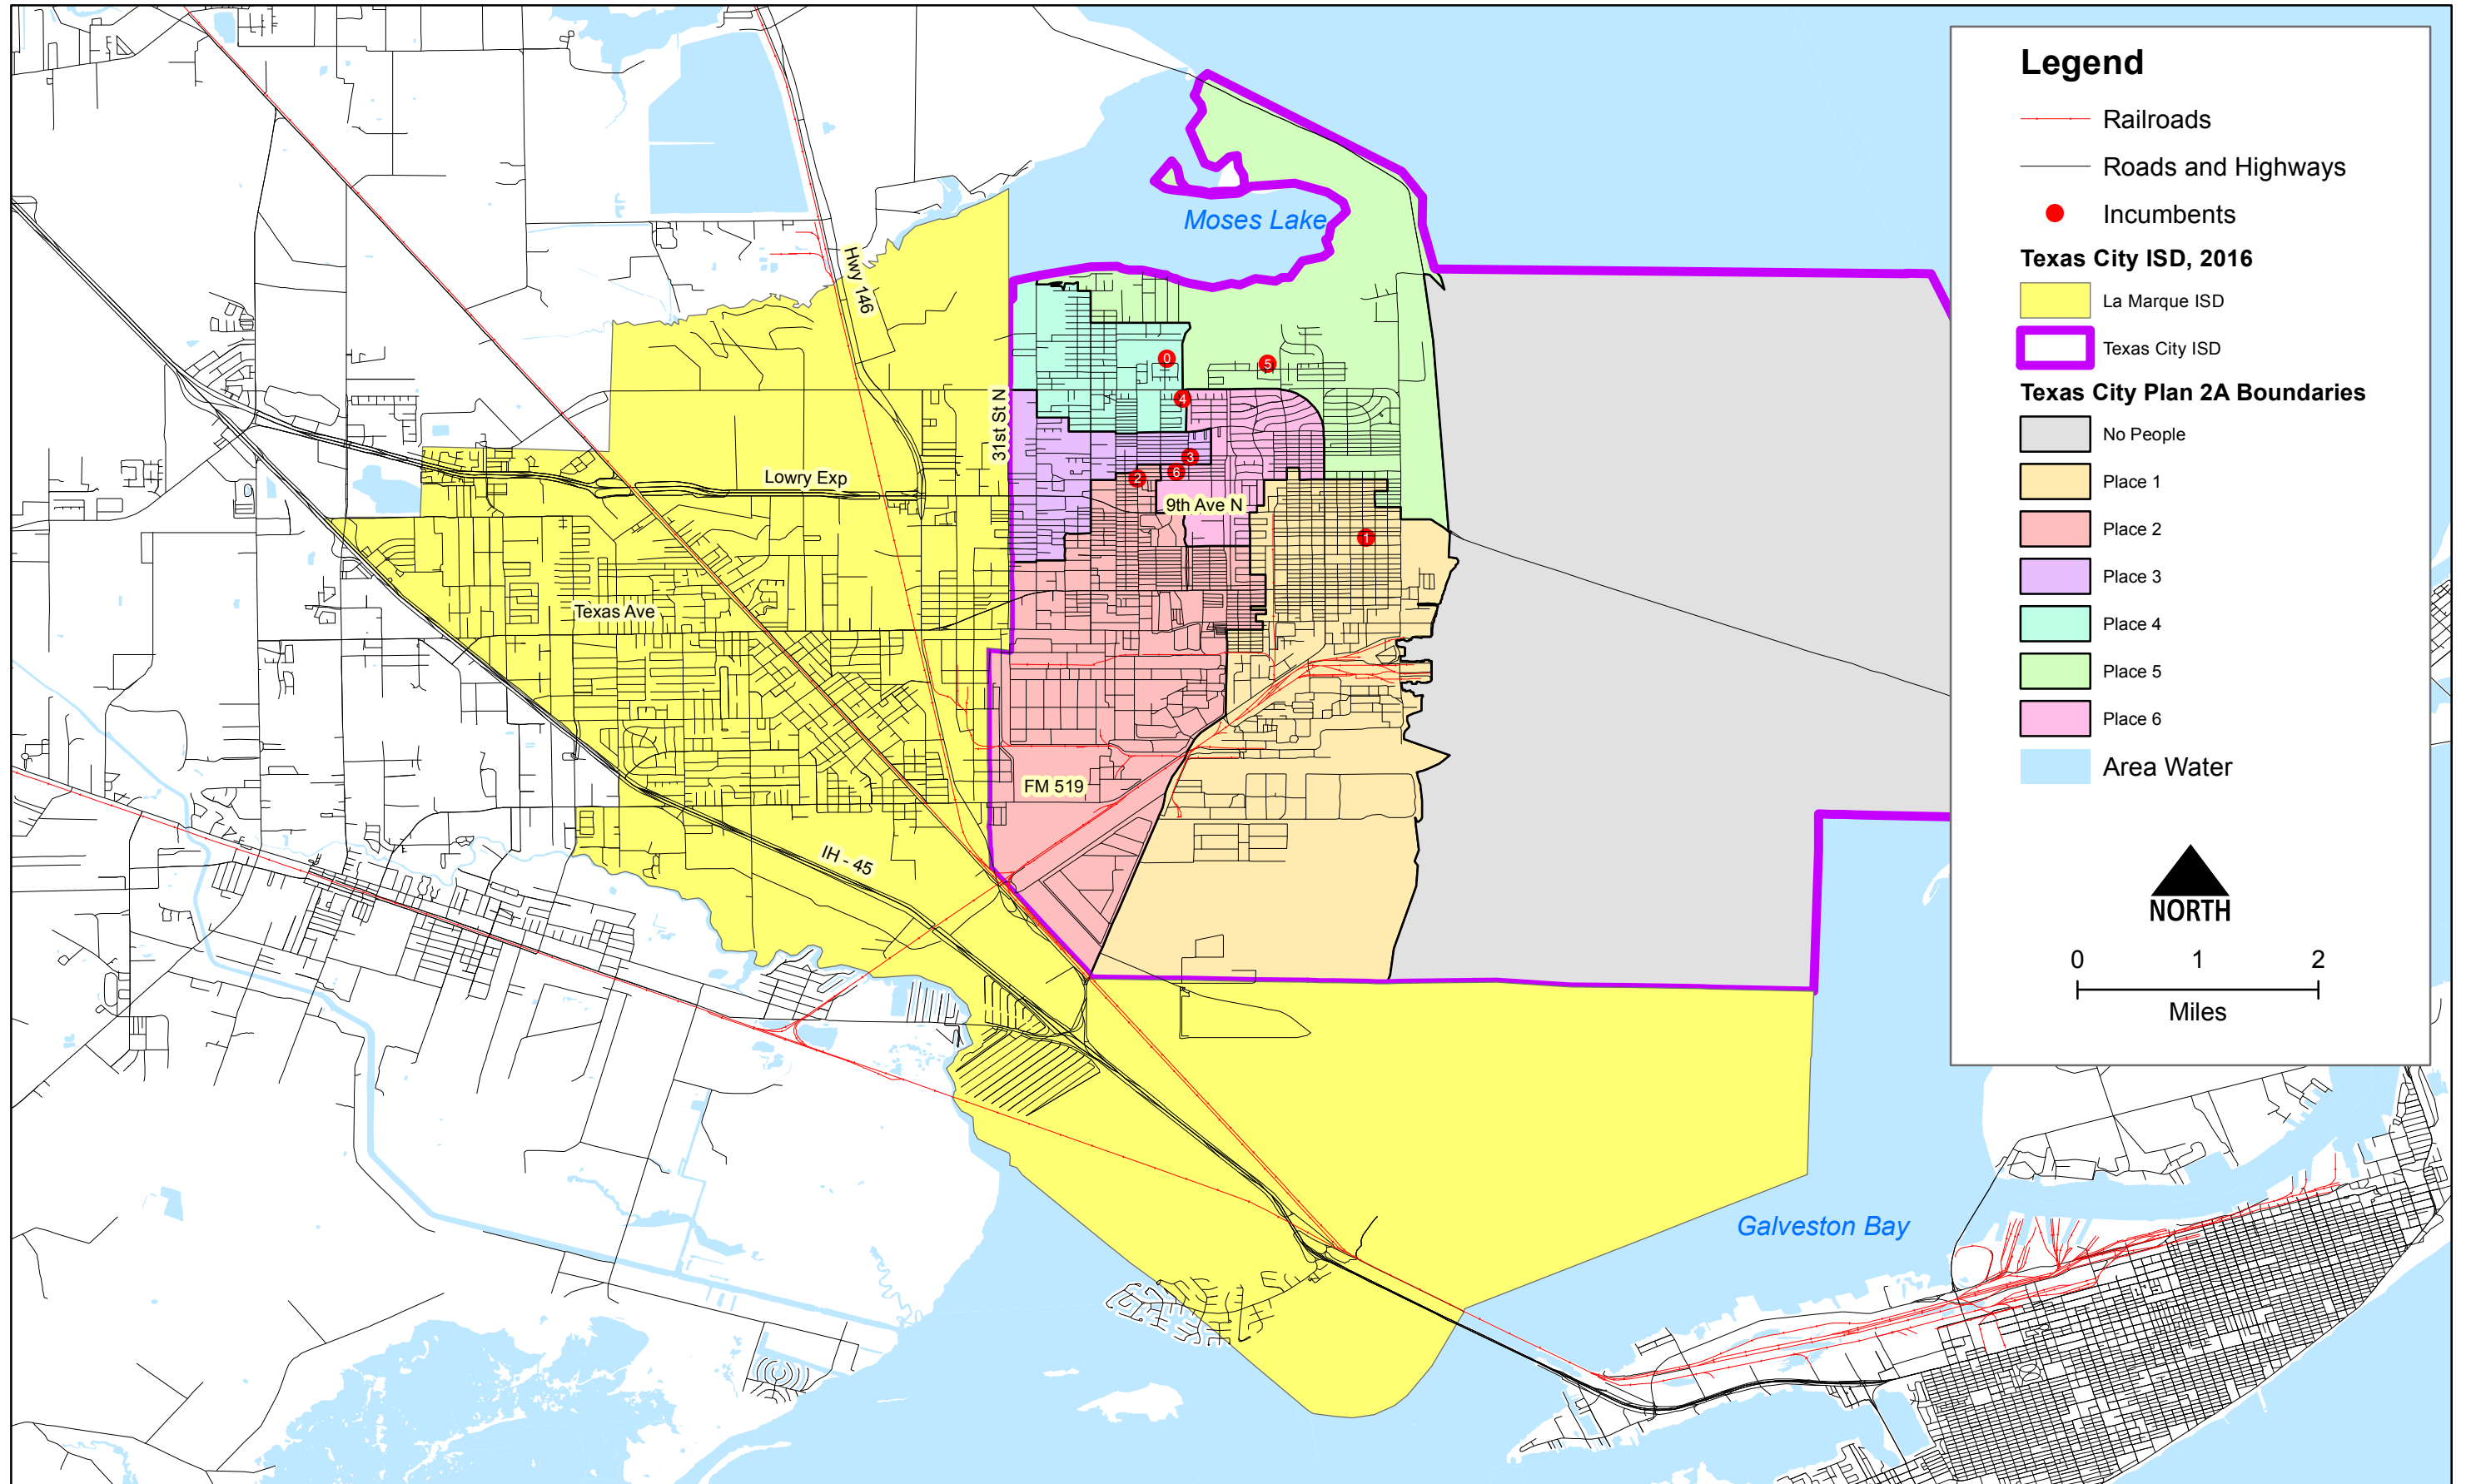 Legend
Railroads
Roads and Highways
Incumbents
Texas City ISD, 2016
La Marque ISD
Texas City ISD
Texas City Plan 2A Boundaries
No People
Place 1
Place 2
Place 3
Place 4
Place 5
Place 6
Area Water
NORTH
0 1 2
Miles
Moses Lake
Hwy 146
31st St N
0
5
4
3
6
2
Lowry Exp
9th Ave N
1
Texas Ave
FM 519
IH - 45
Galveston Bay